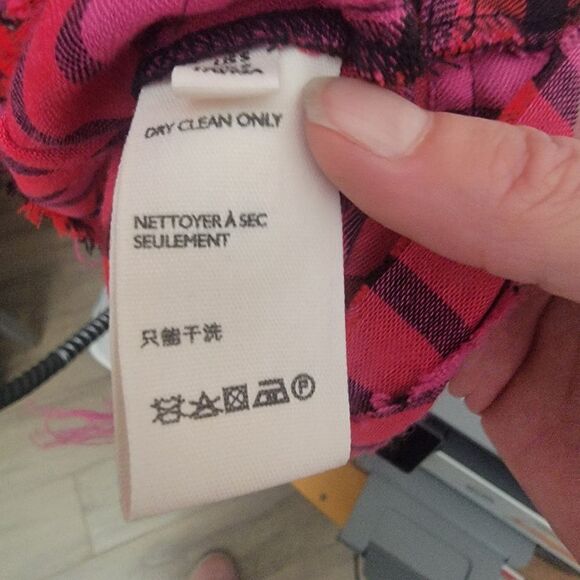 DRY CLEAN ONLY
NETTOYER À SEC
SEULEMENT
只能干洗
P